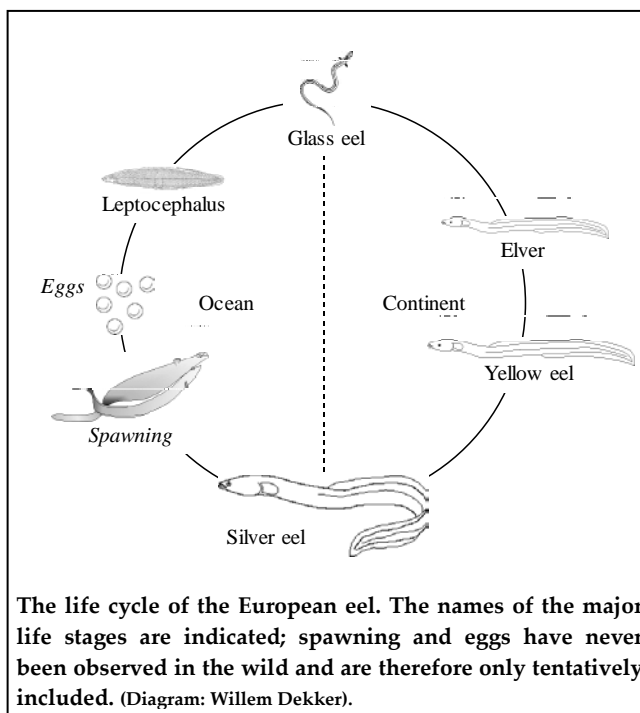 Glass eel
Leptocephalus
Elver
Eggs
Ocean
Continent
Yellow eel
Spawning
Silver eel
The life cycle of the European eel. The names of the major
life stages are indicated; spawning and eggs have never
been observed in the wild and are therefore only tentatively
included. (Diagram: Willem Dekker).